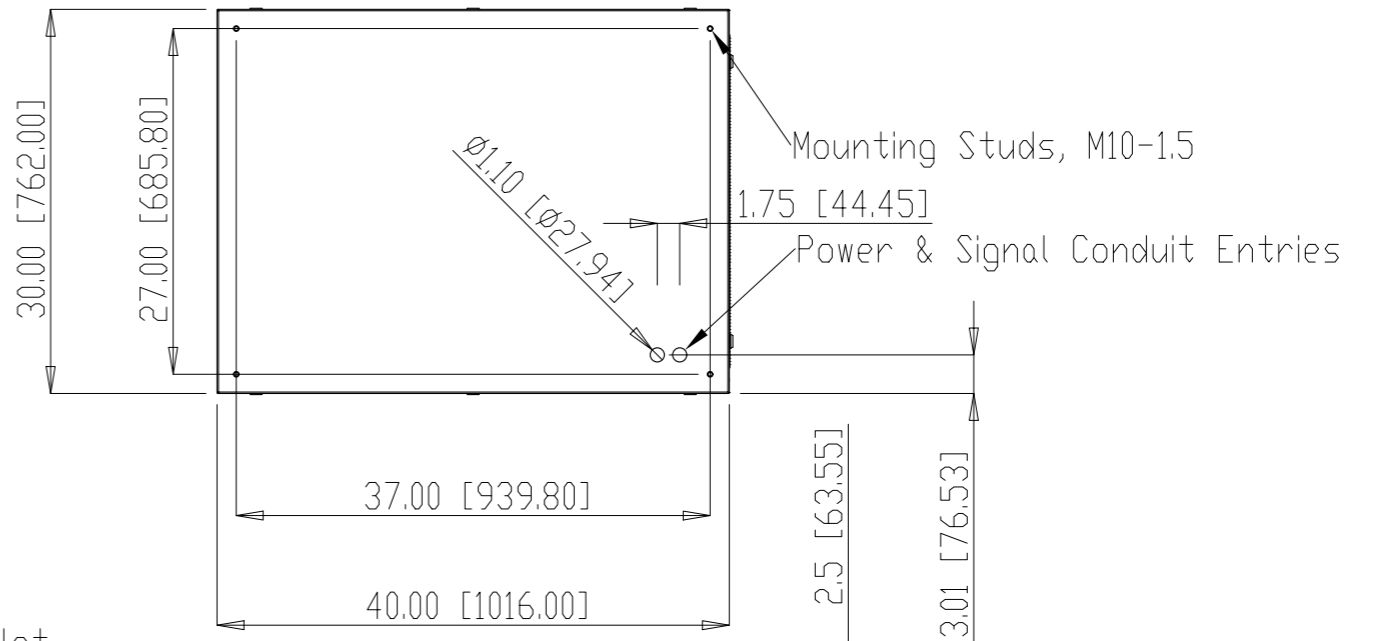 Mounting Studs, M10-1.5
Ø1.10 [Ø27.94]
1.75 [44.45]
Power & Signal Conduit Entries
30.00 [762.00]
27.00 [685.80]
37.00 [939.80]
2.5 [63.55]
3.01 [76.53]
40.00 [1016.00]